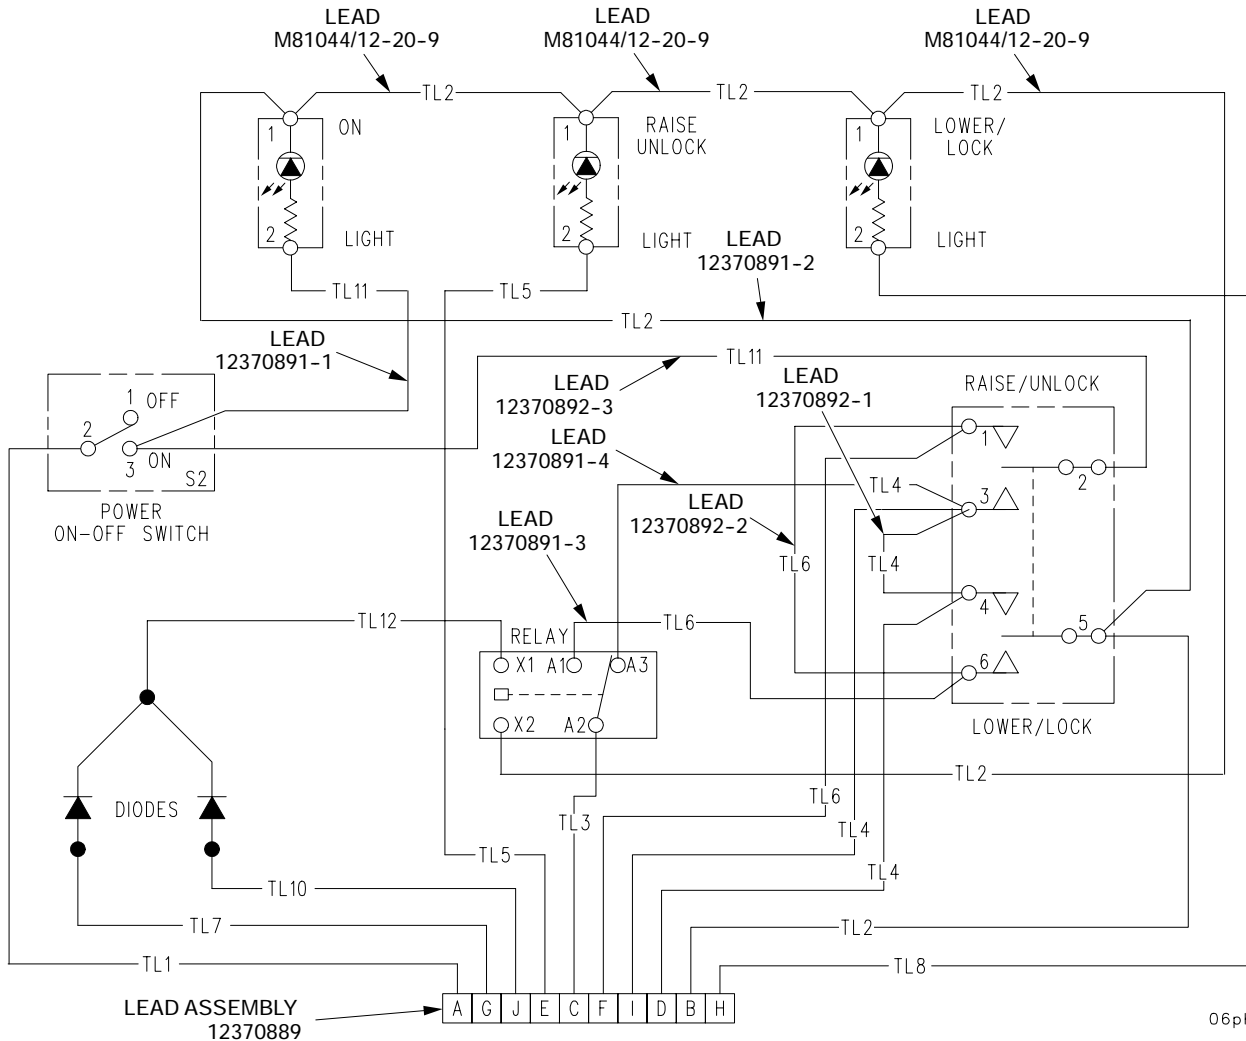 LEAD
M81044/12-20-9
LEAD
M81044/12-20-9
LEAD
M81044/12-20-9
TL2
TL2
TL2
1
ON
1
RAISE
UNLOCK
1
LOWER/
LOCK
2
LIGHT
2
LIGHT
2
LIGHT
LEAD
12370891-2
TL11
TL5
TL2
LEAD
12370891-1
TL11
LEAD
12370892-3
LEAD
12370892-1
RAISE/UNLOCK
1
OFF
2
3
ON
S2
POWER
ON-OFF SWITCH
LEAD
12370891-4
1
2
TL4
3
LEAD
12370892-2
LEAD
12370891-3
TL6
TL4
4
TL12
RELAY
TL6
5
X1
A1
A3
6
X2
A2
LOWER/LOCK
TL2
DIODES
TL6
TL3
TL4
TL5
TL4
TL10
TL7
TL2
TL1
TL8
LEAD ASSEMBLY
12370889
A G J E C F I D B H